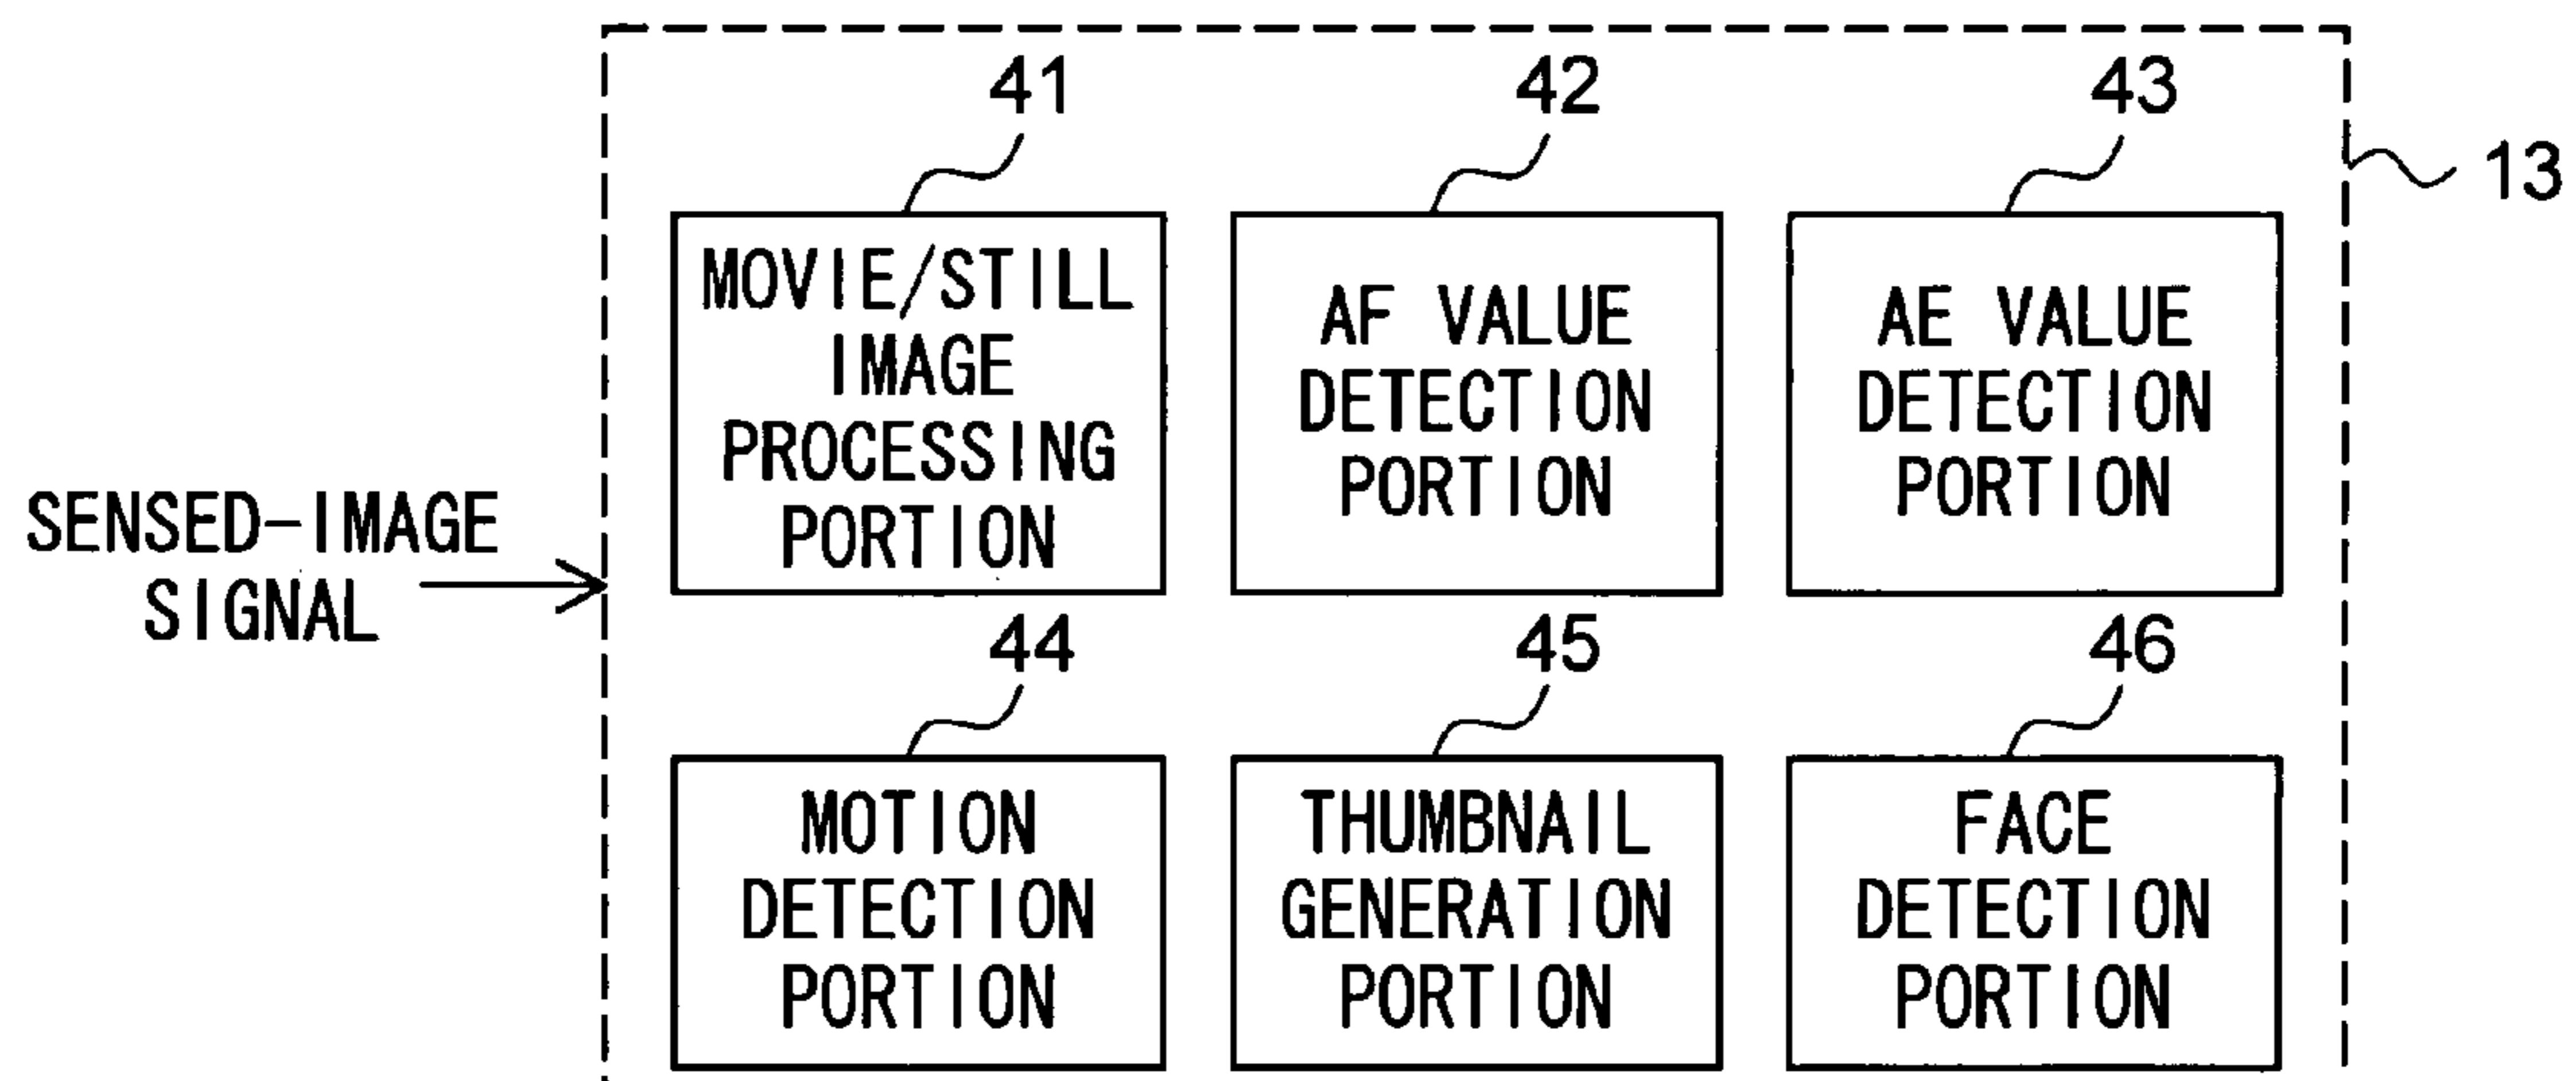 41
42
43
13
MOVIE/STILL
IMAGE
PROCESSING
PORTION
AF VALUE
DETECTION
PORTION
AE VALUE
DETECTION
PORTION
SENSED-IMAGE
SIGNAL
44
45
46
MOTION
DETECTION
PORTION
THUMBNAIL
GENERATION
PORTION
FACE
DETECTION
PORTION